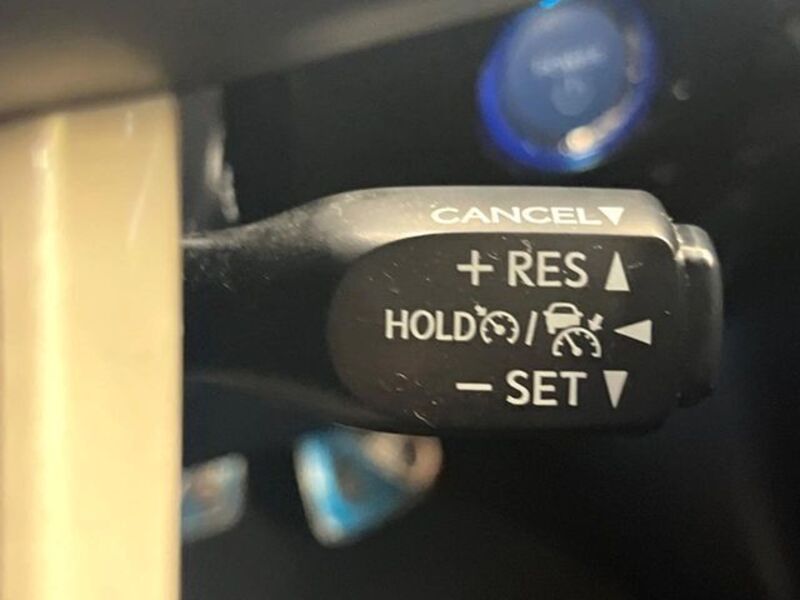 CANCEL▼
+ RES ▲
HOLD / ◀
− SET ▼